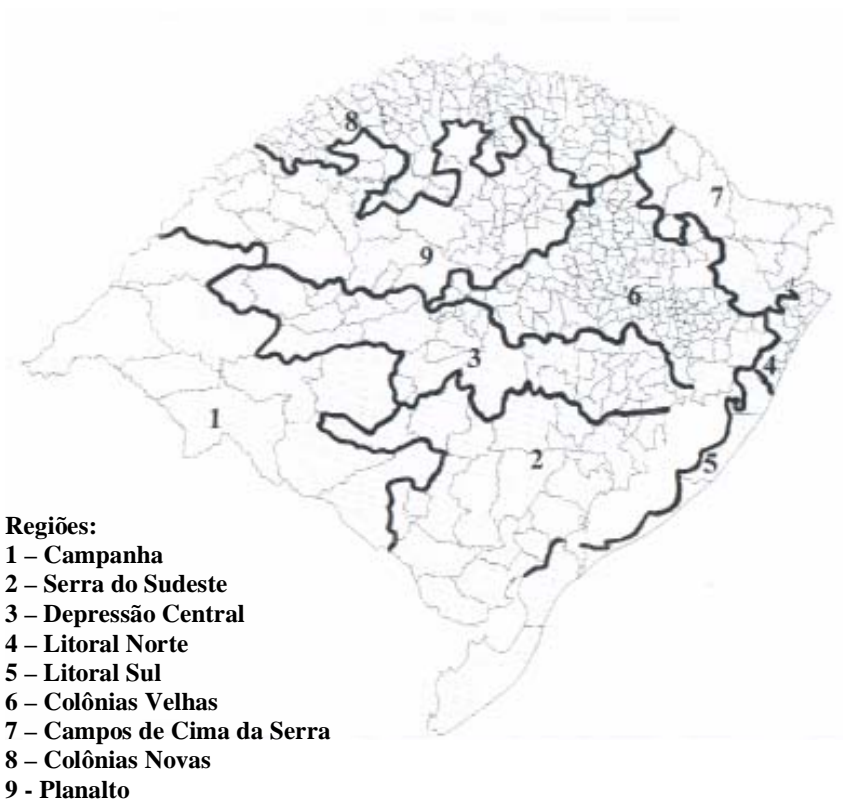 8
7
9
6
3
4
1
2
5
Regiões:
1 – Campanha
2 – Serra do Sudeste
3 – Depressão Central
4 – Litoral Norte
5 – Litoral Sul
6 – Colônias Velhas
7 – Campos de Cima da Serra
8 – Colônias Novas
9 - Planalto